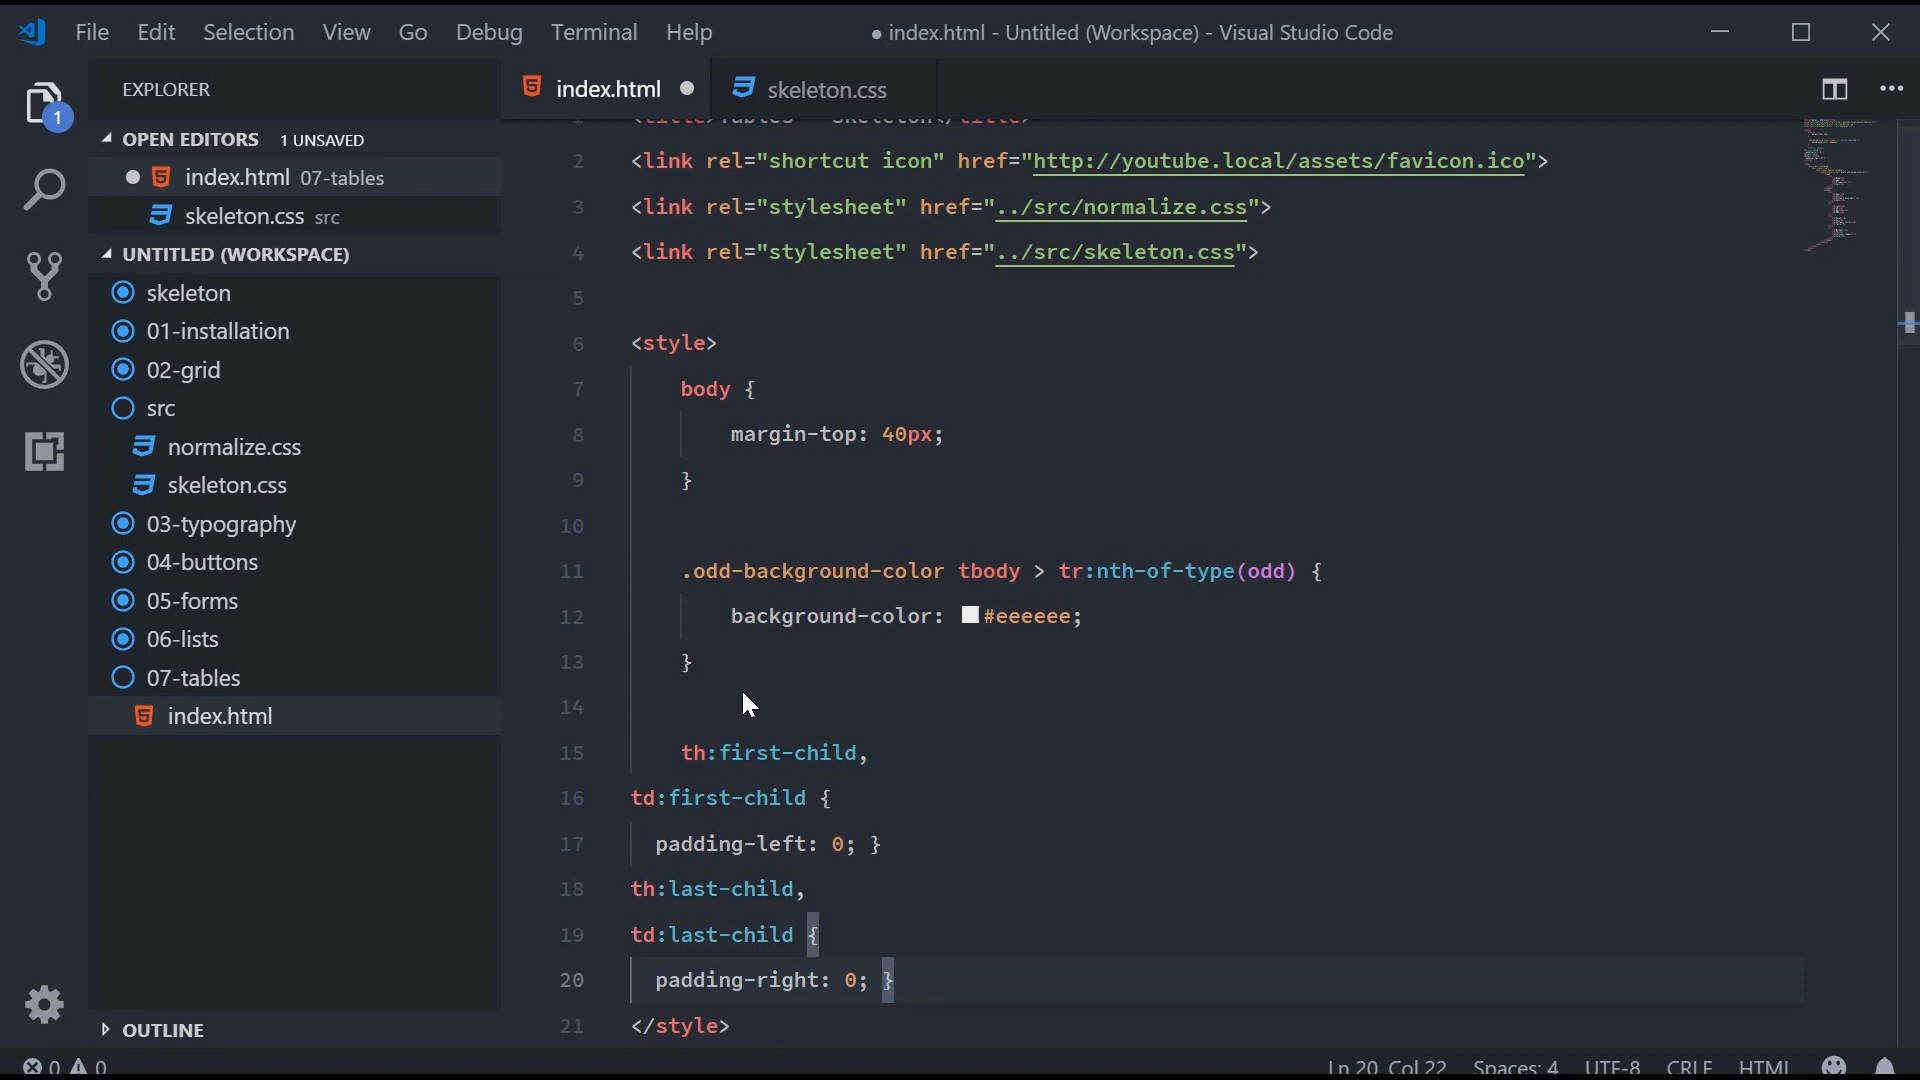 File Edit Selection View Go Debug Terminal Help
● index.html - Untitled (Workspace) - Visual Studio Code
EXPLORER
index.html
skeleton.css
1
OPEN EDITORS 1 UNSAVED
index.html 07-tables
skeleton.css src
UNTITLED (WORKSPACE)
skeleton
01-installation
02-grid
src
normalize.css
skeleton.css
03-typography
04-buttons
05-forms
06-lists
07-tables
index.html
OUTLINE
1 <title>Tables - Skeleton</title>
2 <link rel="shortcut icon" href="http://youtube.local/assets/favicon.ico">
3 <link rel="stylesheet" href="../src/normalize.css">
4 <link rel="stylesheet" href="../src/skeleton.css">
5
6 <style>
7 body {
8 margin-top: 40px;
9 }
10
11 .odd-background-color tbody > tr:nth-of-type(odd) {
12 background-color: #eeeeee;
13 }
14
15 th:first-child,
16 td:first-child {
17 padding-left: 0; }
18 th:last-child,
19 td:last-child {
20 padding-right: 0; }
21 </style>
0 0
Ln 20, Col 22 Spaces: 4 UTF-8 CRLF HTML